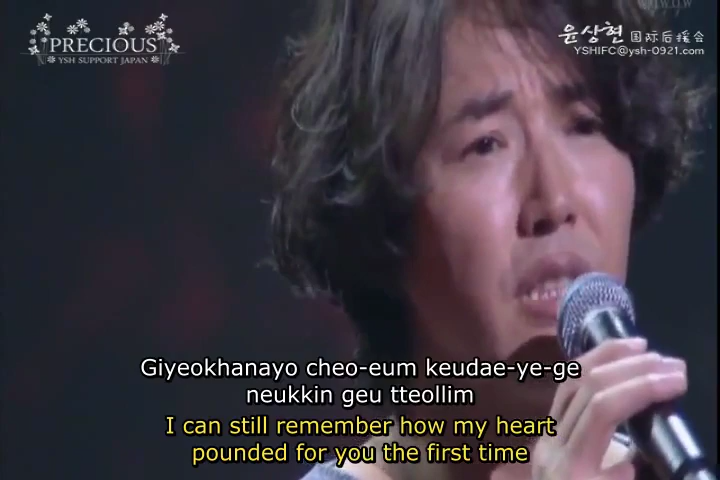 PRECIOUS
YSH SUPPORT JAPAN
WOWOW
윤상현 国际后援会
YSHIFC@ysh-0921.com
Giyeokhanayo cheo-eum keudae-ye-ge
neukkin geu tteollim
I can still remember how my heart
pounded for you the first time